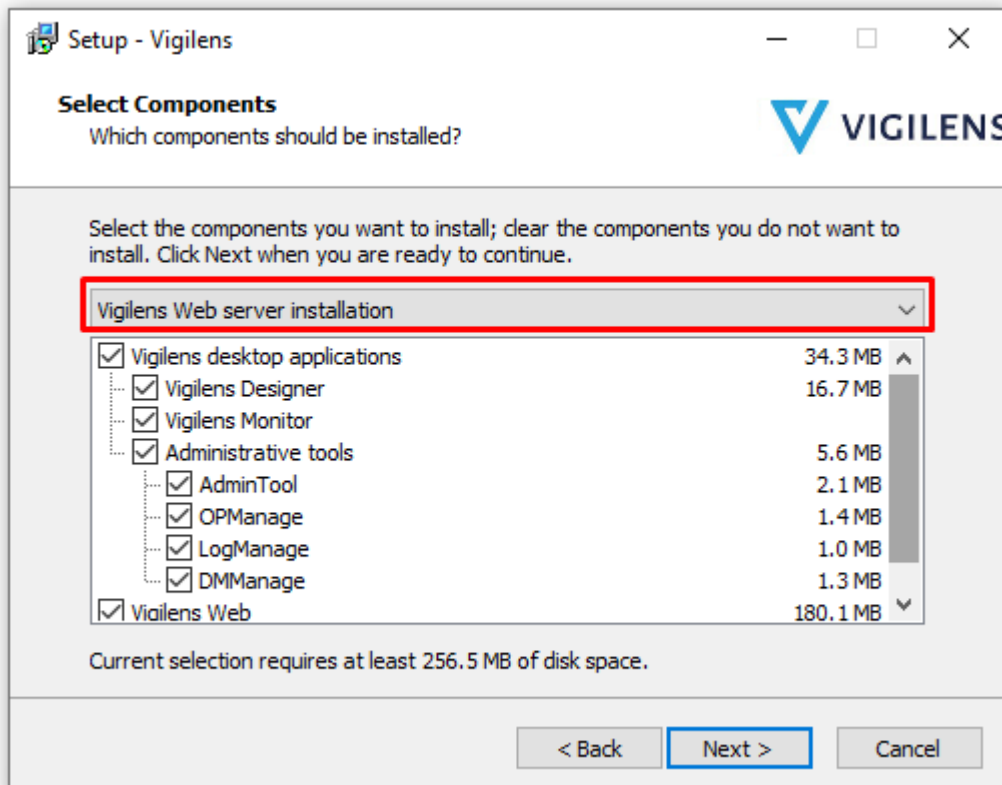 Setup - Vigilens
Select Components
Which components should be installed?
VIGILENS
Select the components you want to install; clear the components you do not want to
install. Click Next when you are ready to continue.
Vigilens Web server installation
Vigilens desktop applications 34.3 MB
Vigilens Designer 16.7 MB
Vigilens Monitor
Administrative tools 5.6 MB
AdminTool 2.1 MB
OPManage 1.4 MB
LogManage 1.0 MB
DMManage 1.3 MB
Vigilens Web 180.1 MB
Current selection requires at least 256.5 MB of disk space.
< Back Next > Cancel